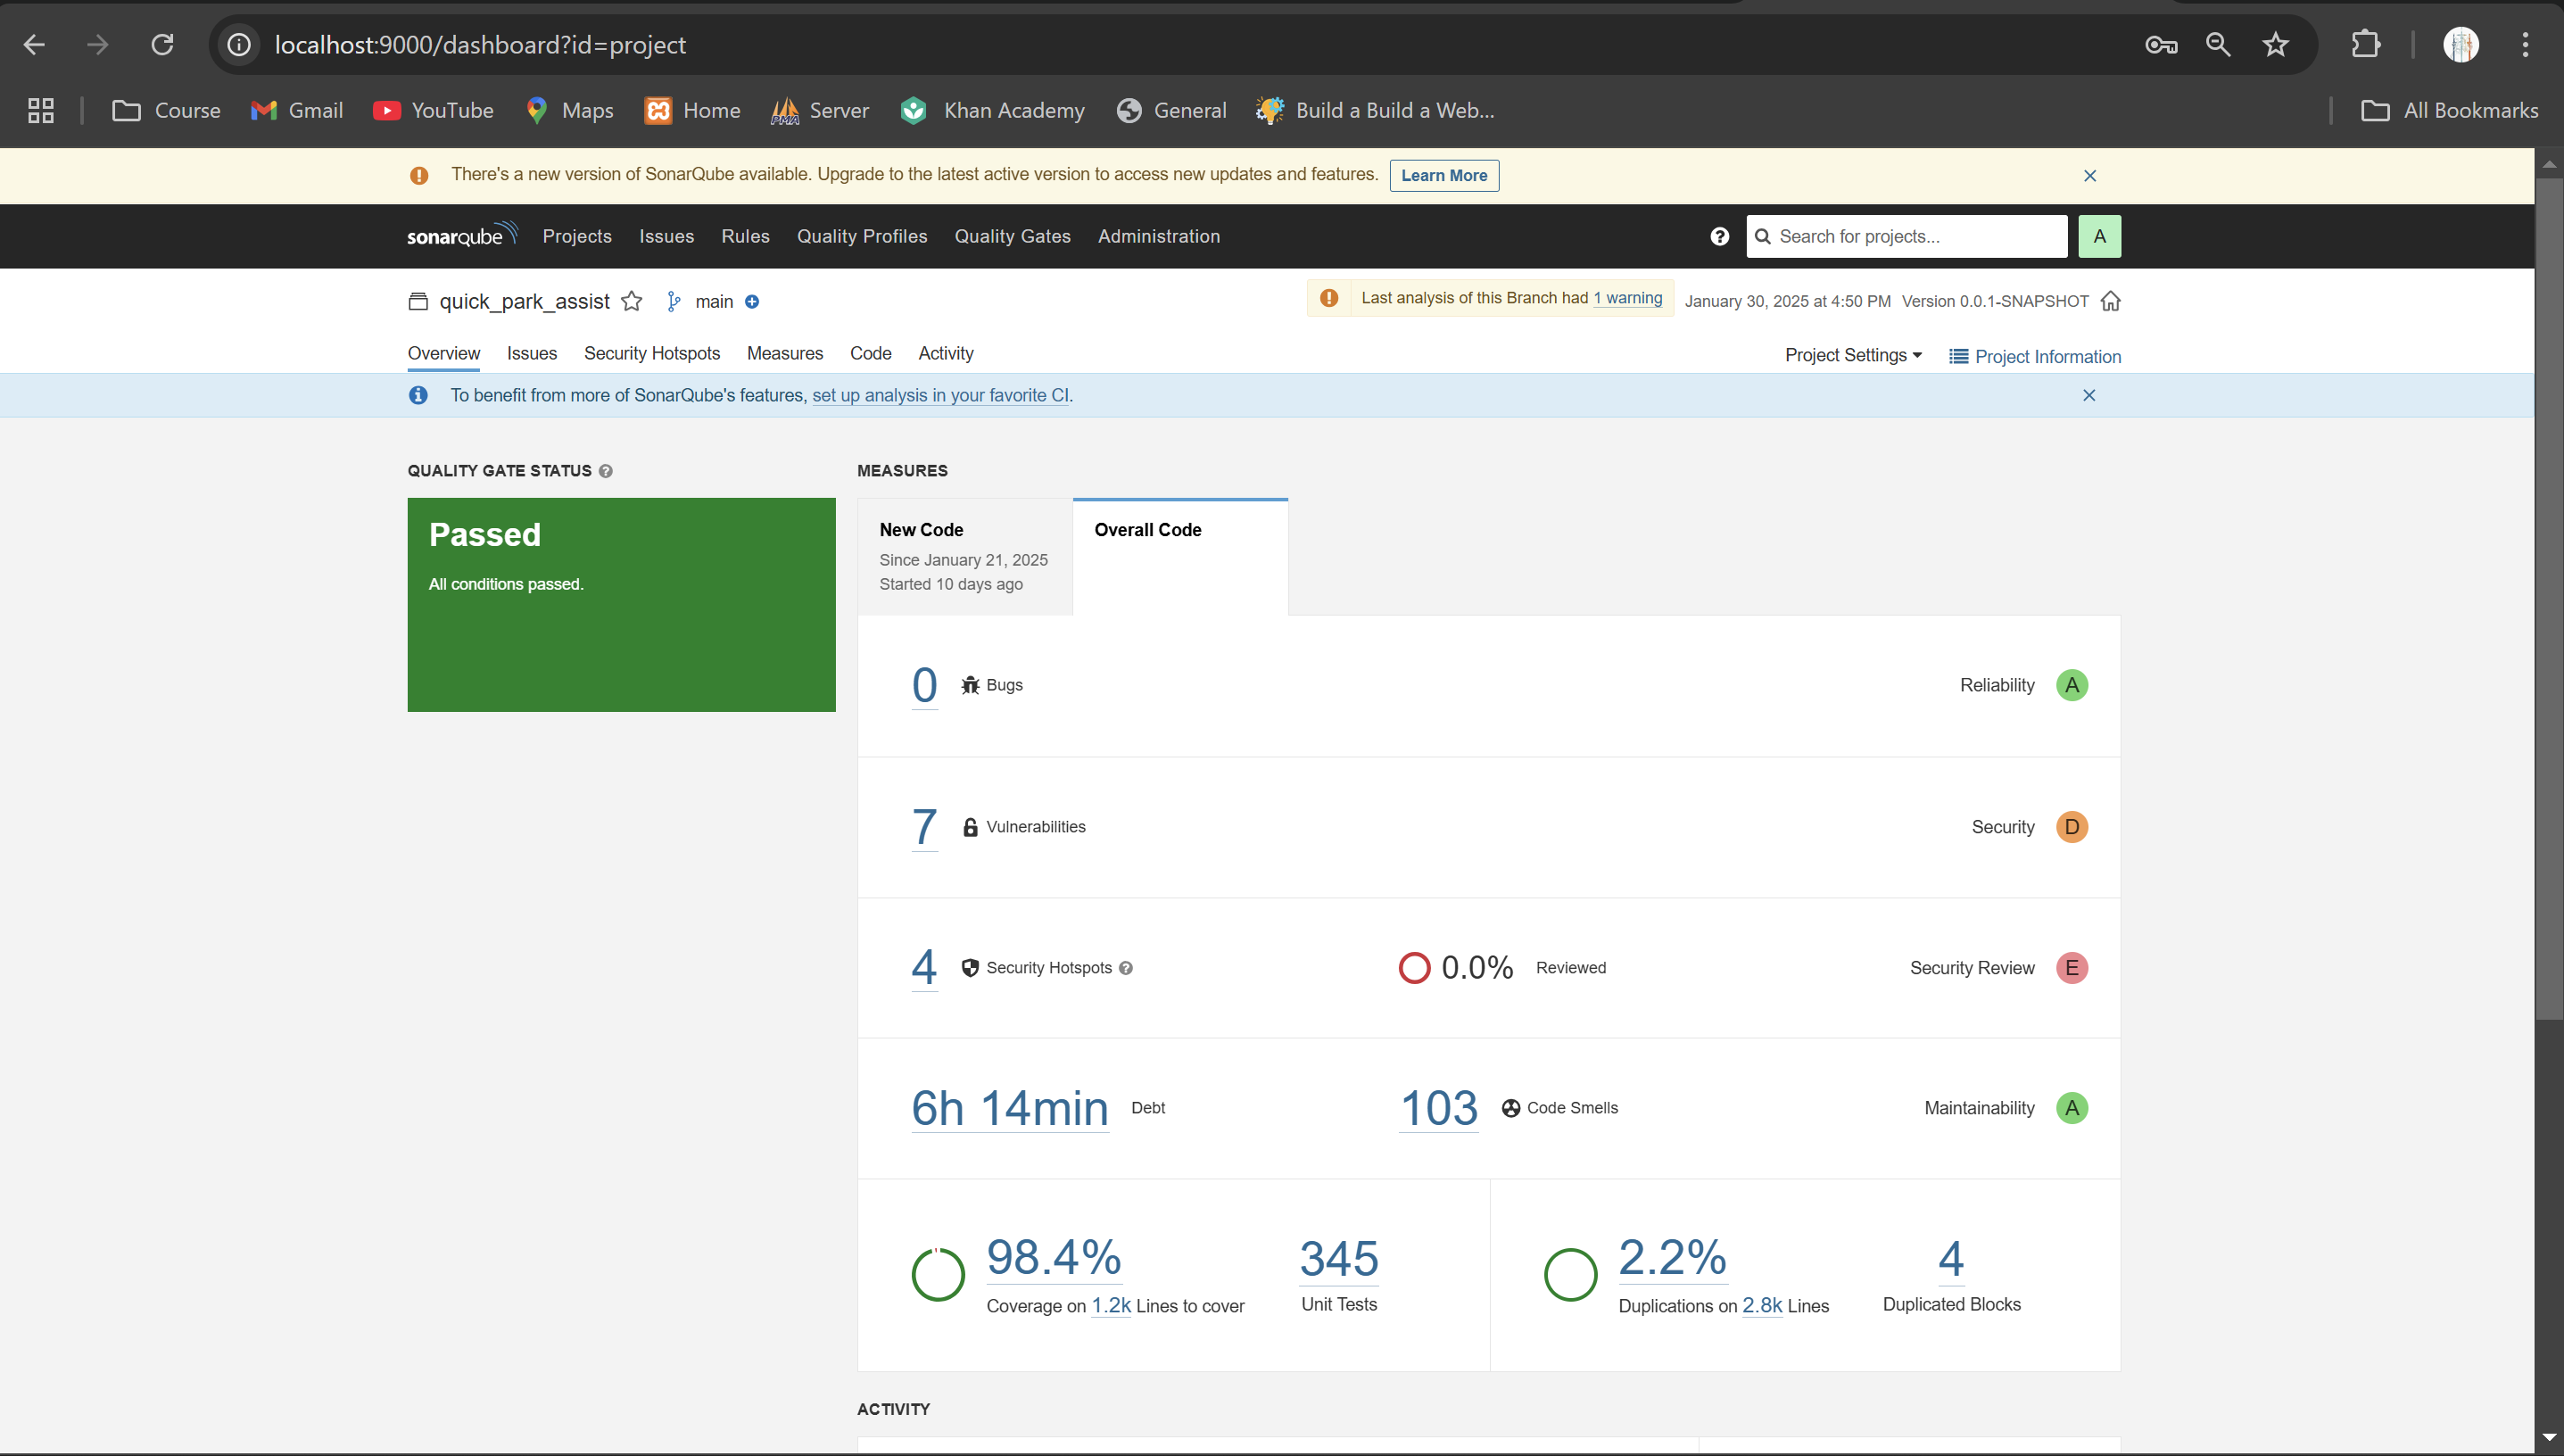 localhost:9000/dashboard?id=project
Course Gmail YouTube Maps Home Server Khan Academy General Build a Build a Web... All Bookmarks
There's a new version of SonarQube available. Upgrade to the latest active version to access new updates and features. Learn More
sonarqube Projects Issues Rules Quality Profiles Quality Gates Administration Search for projects... A
quick_park_assist main Last analysis of this Branch had 1 warning January 30, 2025 at 4:50 PM Version 0.0.1-SNAPSHOT
Overview Issues Security Hotspots Measures Code Activity Project Settings Project Information
To benefit from more of SonarQube's features, set up analysis in your favorite CI.
QUALITY GATE STATUS
Passed
All conditions passed.
MEASURES
New Code
Since January 21, 2025
Started 10 days ago
Overall Code
0 Bugs Reliability A
7 Vulnerabilities Security D
4 Security Hotspots 0.0% Reviewed Security Review E
6h 14min Debt 103 Code Smells Maintainability A
98.4%
Coverage on 1.2k Lines to cover
345
Unit Tests
2.2%
Duplications on 2.8k Lines
4
Duplicated Blocks
ACTIVITY